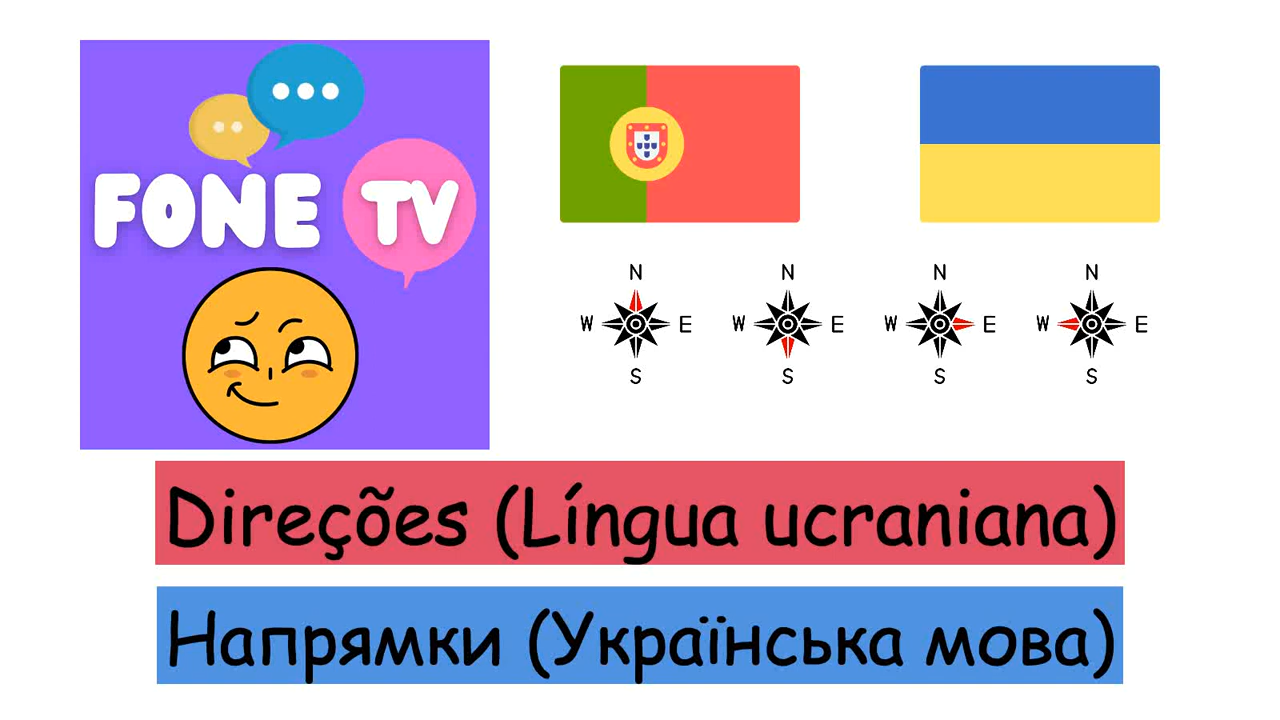 FONE TV
N N N N
W E W E W E W E
S S S S
Direções (Língua ucraniana)
Напрямки (Українська мова)